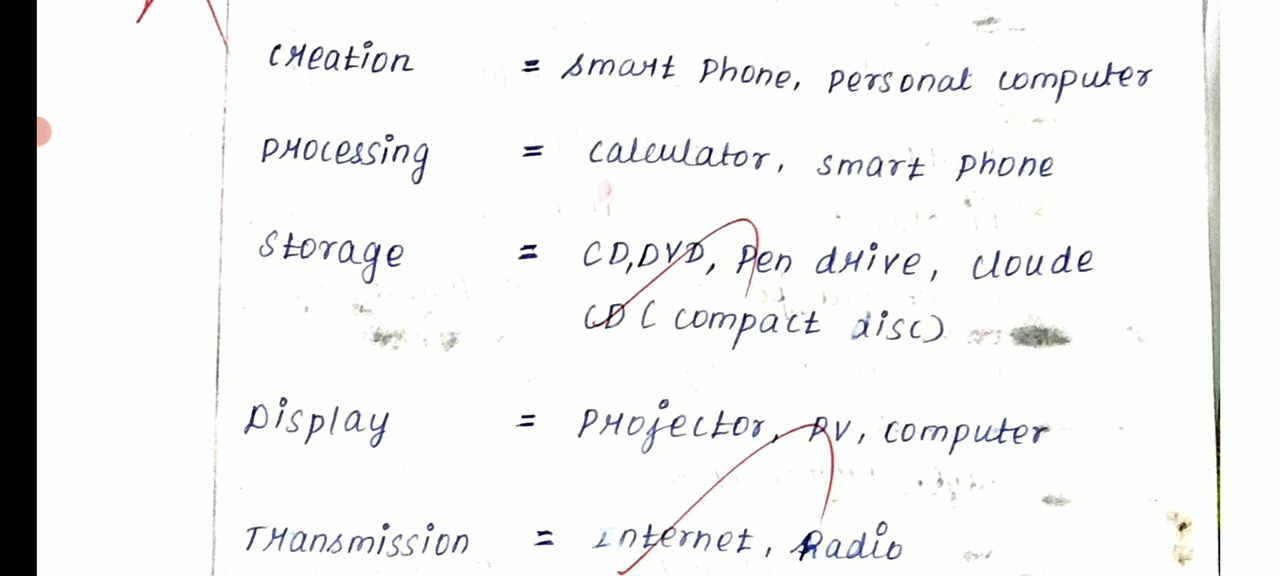 Creation = smart phone, personal computer
Processing = calculator, smart phone
Storage = CD,DVD, Pen drive, cloude
CD (compact disc)
Display = Projector, PV, computer
Transmission = Internet, Radio